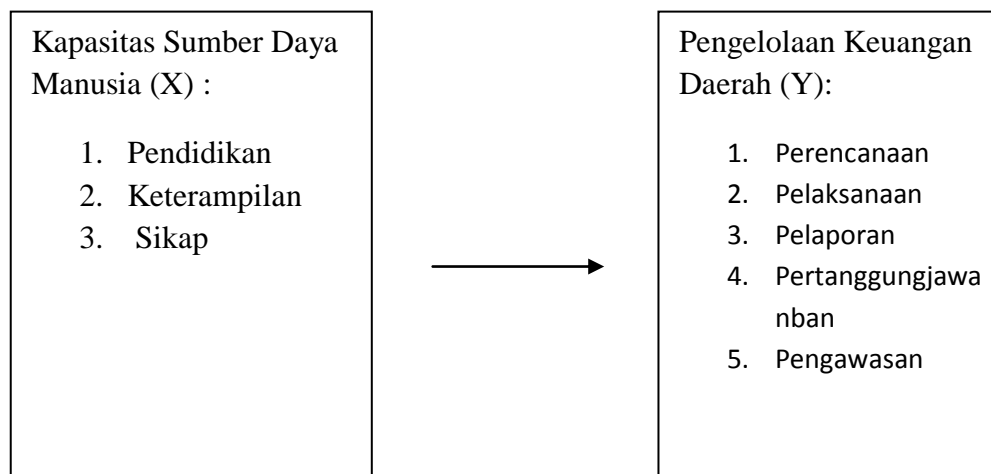 Kapasitas Sumber Daya
Manusia (X) :
1. Pendidikan
2. Keterampilan
3. Sikap
Pengelolaan Keuangan
Daerah (Y):
1. Perencanaan
2. Pelaksanaan
3. Pelaporan
4. Pertanggungjawa
nban
5. Pengawasan